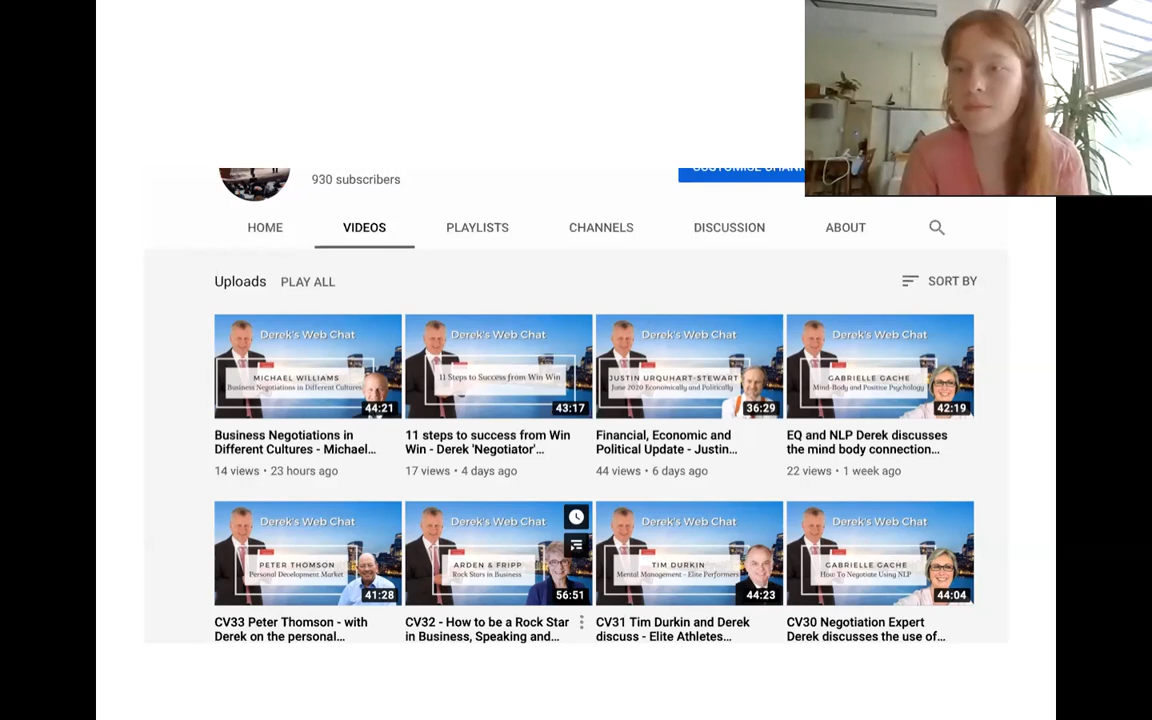 930 subscribers
HOME
VIDEOS
PLAYLISTS
CHANNELS
DISCUSSION
ABOUT
Uploads
PLAY ALL
SORT BY
Derek's Web Chat
MICHAEL WILLIAMS
Business Negotiations in Different Cultures
44:21
Derek's Web Chat
11 Steps to Success from Win Win
43:17
Derek's Web Chat
JUSTIN URQUHART-STEWART
June 2020 Economically and Politically
36:29
Derek's Web Chat
GABRIELLE GACHE
Mind-Body and Positive Psychology
42:19
Business Negotiations in
Different Cultures - Michael...
14 views • 23 hours ago
11 steps to success from Win
Win - Derek 'Negotiator'...
17 views • 4 days ago
Financial, Economic and
Political Update - Justin...
44 views • 6 days ago
EQ and NLP Derek discusses
the mind body connection...
22 views • 1 week ago
Derek's Web Chat
PETER THOMSON
Personal Development Market
41:28
Derek's Web Chat
ARDEN & FRIPP
Rock Stars in Business
56:51
Derek's Web Chat
TIM DURKIN
Mental Management - Elite Performers
44:23
Derek's Web Chat
GABRIELLE GACHE
How To Negotiate Using NLP
44:04
CV33 Peter Thomson - with
Derek on the personal...
CV32 - How to be a Rock Star
in Business, Speaking and...
CV31 Tim Durkin and Derek
discuss - Elite Athletes...
CV30 Negotiation Expert
Derek discusses the use of...